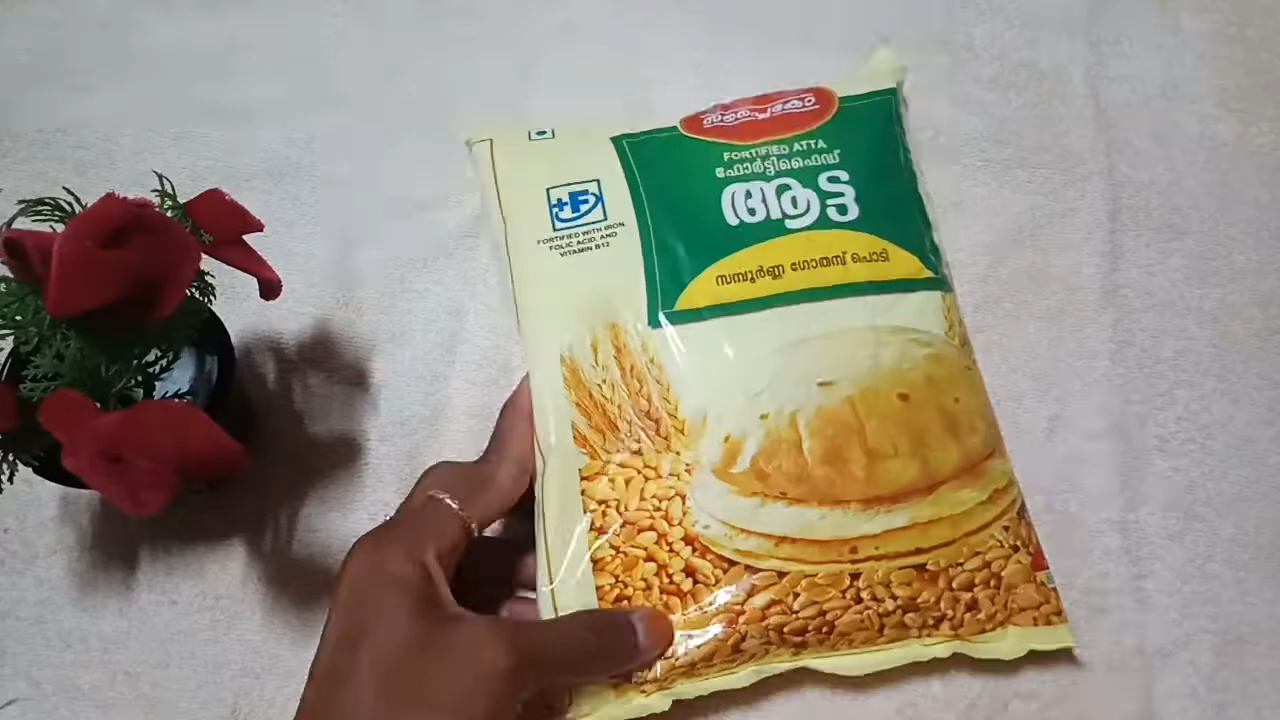 സപ്ലൈകോ
FORTIFIED ATTA
ഫോർട്ടിഫൈഡ്
ആട്ട
സമ്പൂർണ്ണ ഗോതമ്പ് പൊടി
+F
FORTIFIED WITH IRON,
FOLIC ACID, AND
VITAMIN B12